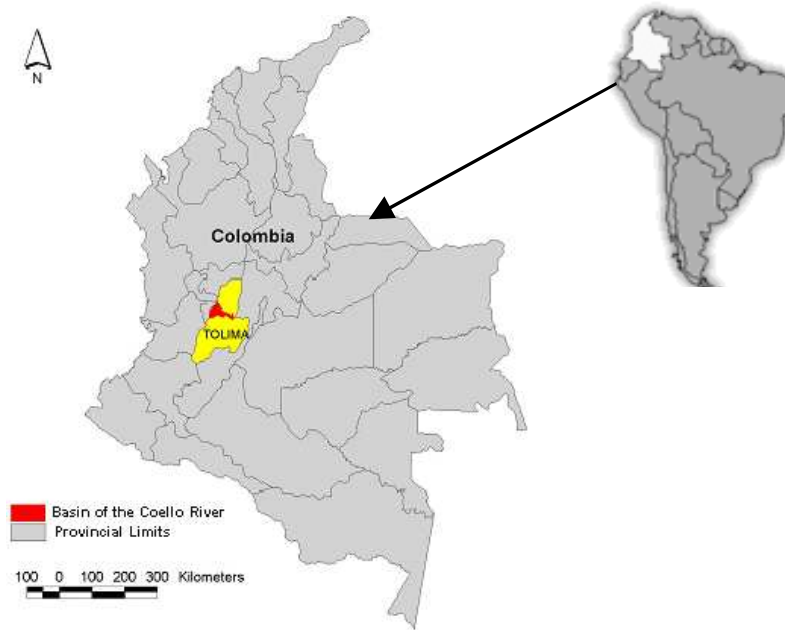 N
Colombia
TOLIMA
Basin of the Coello River
Provincial Limits
100 0 100 200 300 Kilometers